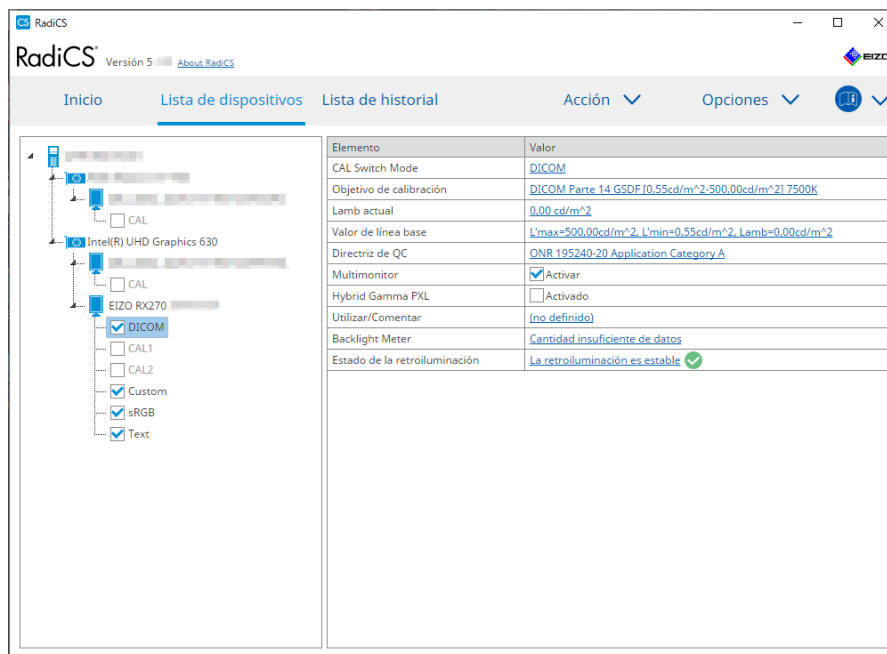 CS RadiCS
RadiCS Versión 5 About RadiCS EIZO
Inicio Lista de dispositivos Lista de historial Acción Opciones
Elemento Valor
CAL Switch Mode DICOM
Objetivo de calibración DICOM Parte 14 GSDF [0,55cd/m^2-500,00cd/m^2] 7500K
Lamb actual 0,00 cd/m^2
Valor de línea base L'max=500,00cd/m^2, L'min=0,55cd/m^2, Lamb=0,00cd/m^2
Directriz de QC ONR 195240-20 Application Category A
Multimonitor Activar
Hybrid Gamma PXL Activado
Utilizar/Comentar (no definido)
Backlight Meter Cantidad insuficiente de datos
Estado de la retroiluminación La retroiluminación es estable
CAL
Intel(R) UHD Graphics 630
CAL
EIZO RX270
DICOM
CAL1
CAL2
Custom
sRGB
Text